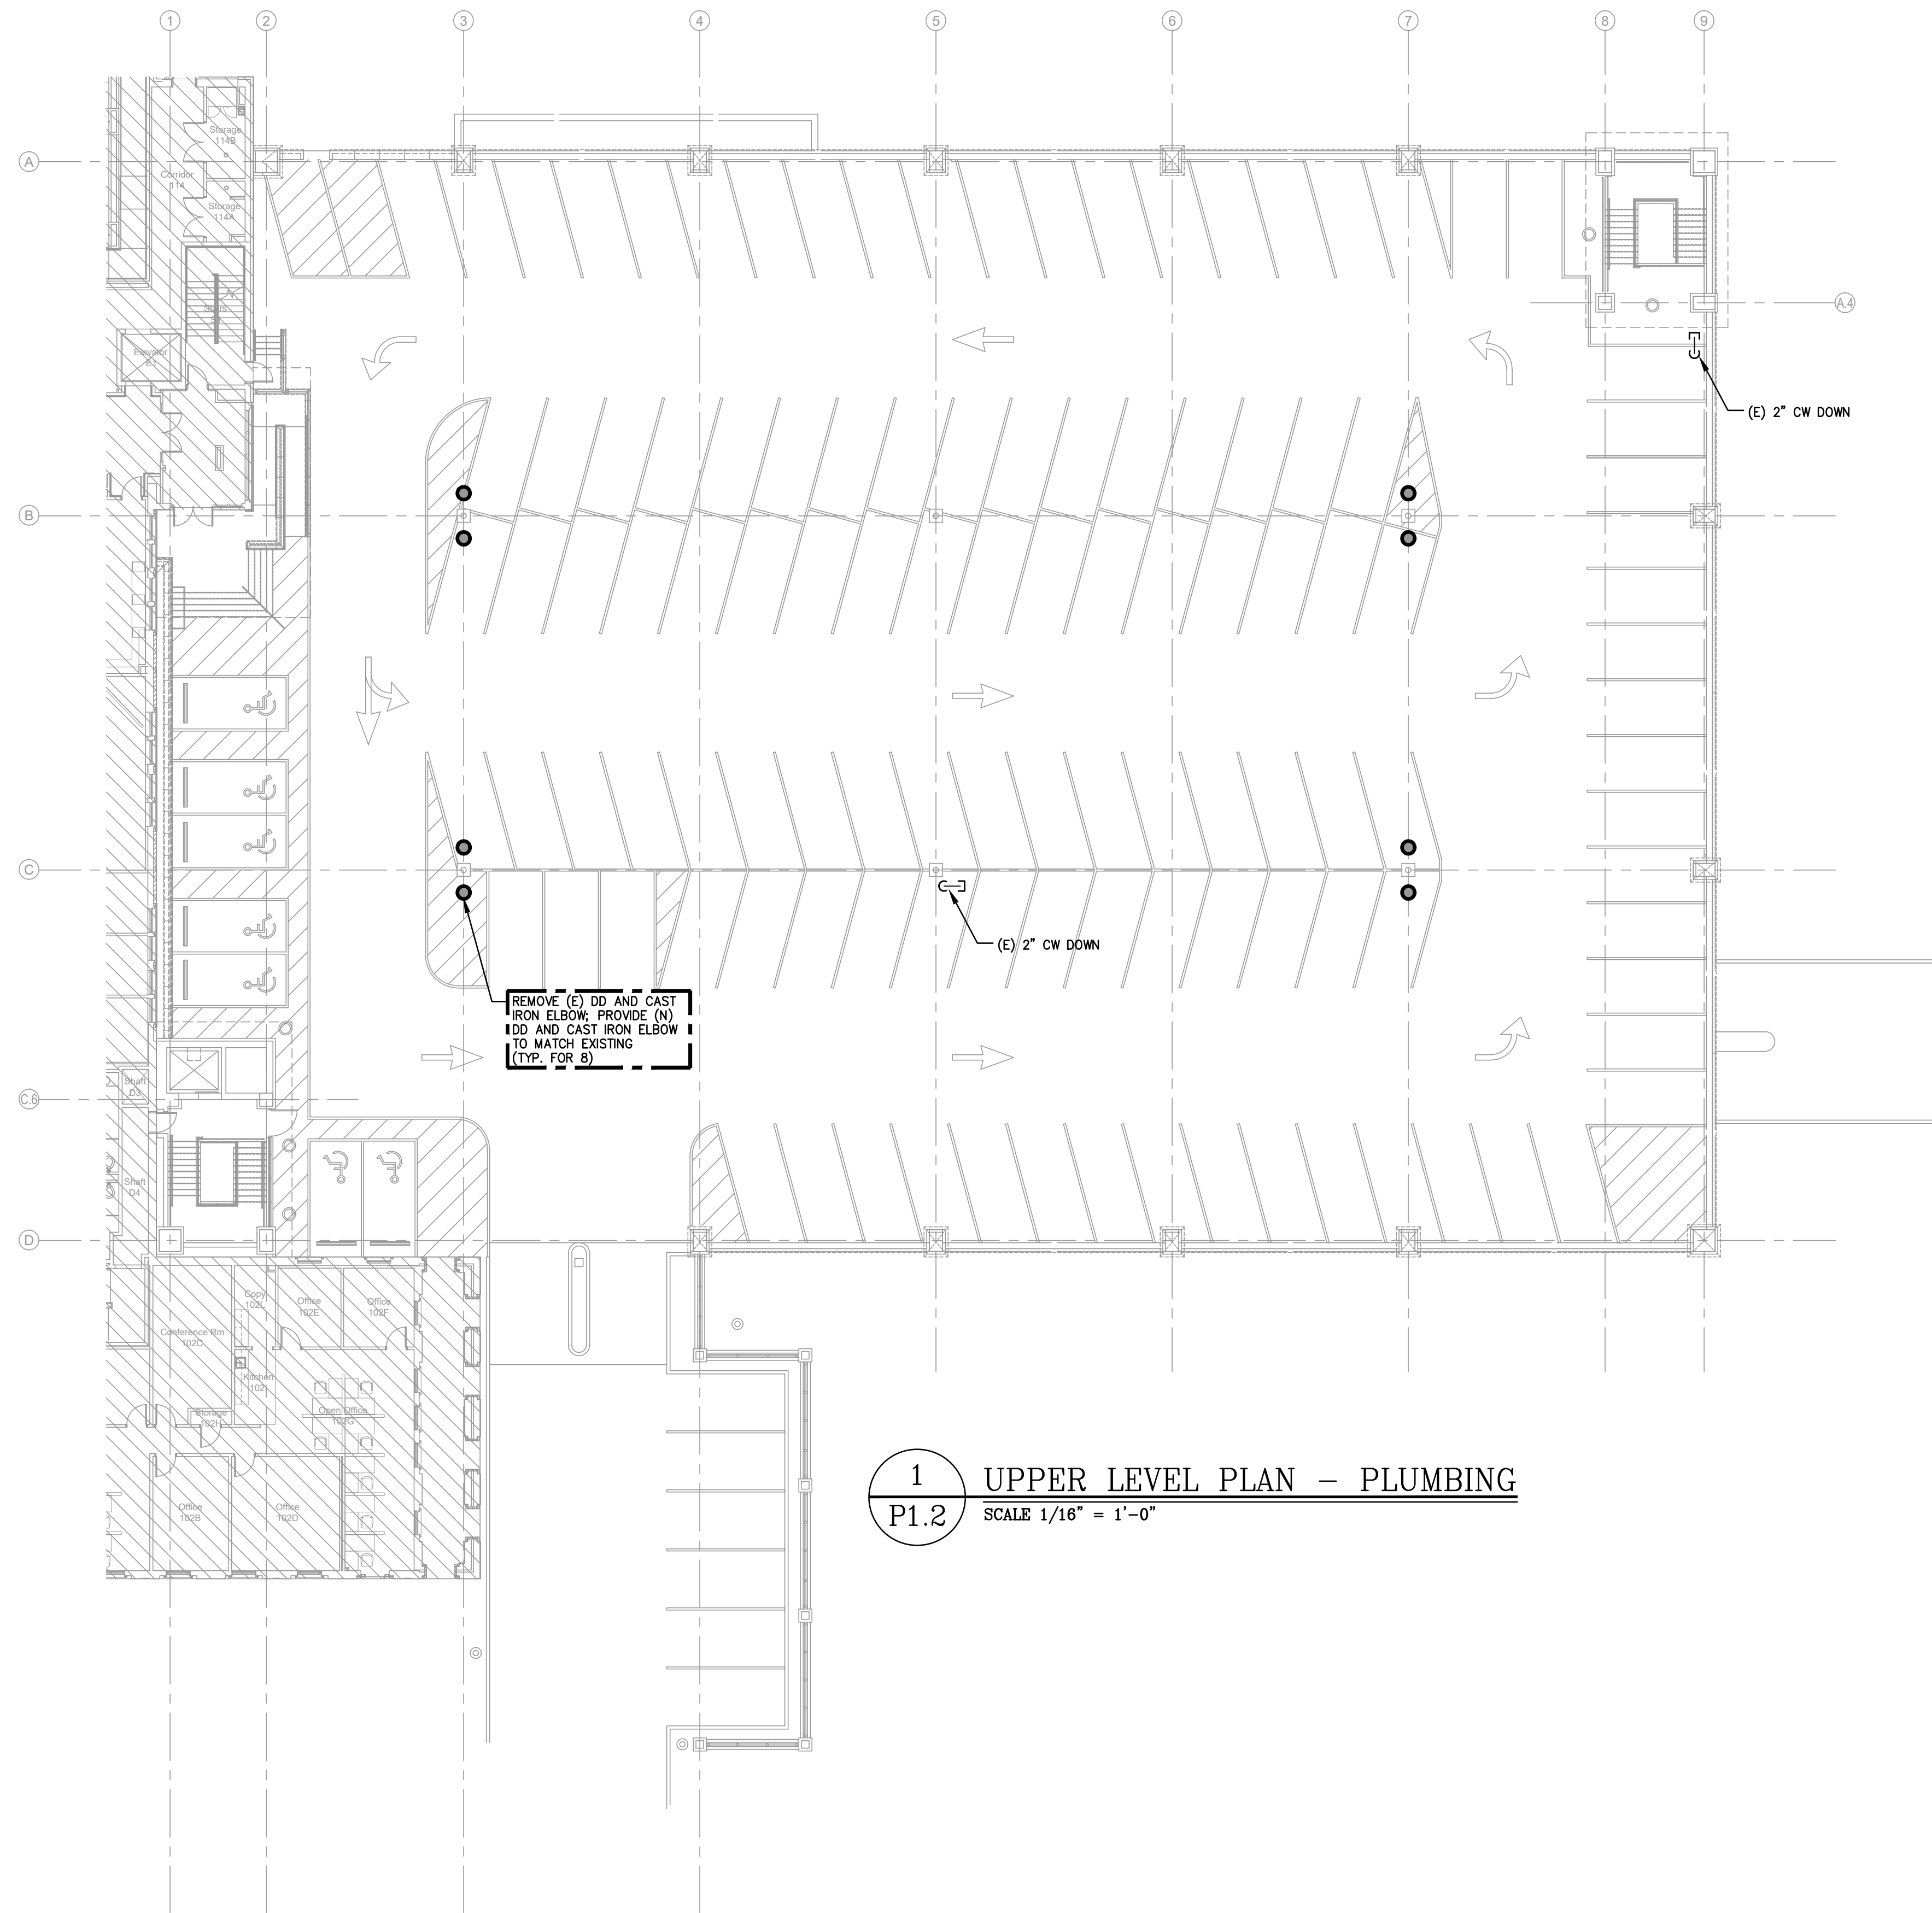 1
2
3
4
5
6
7
8
9
A
Storage
114B
Corridor
114
Storage
114A
Stairs
Elevator
E1
A.4
(E) 2" CW DOWN
B
C
(E) 2" CW DOWN
REMOVE (E) DD AND CAST
IRON ELBOW; PROVIDE (N)
DD AND CAST IRON ELBOW
TO MATCH EXISTING
(TYP. FOR 8)
C.6
Shaft
D3
Shaft
D4
D
Copy
102L
Office
102E
Office
102F
Conference Rm
102C
Kitchen
102I
Storage
102H
Open Office
102G
Office
102B
Office
102D
1
P1.2
UPPER LEVEL PLAN - PLUMBING
SCALE 1/16" = 1'-0"